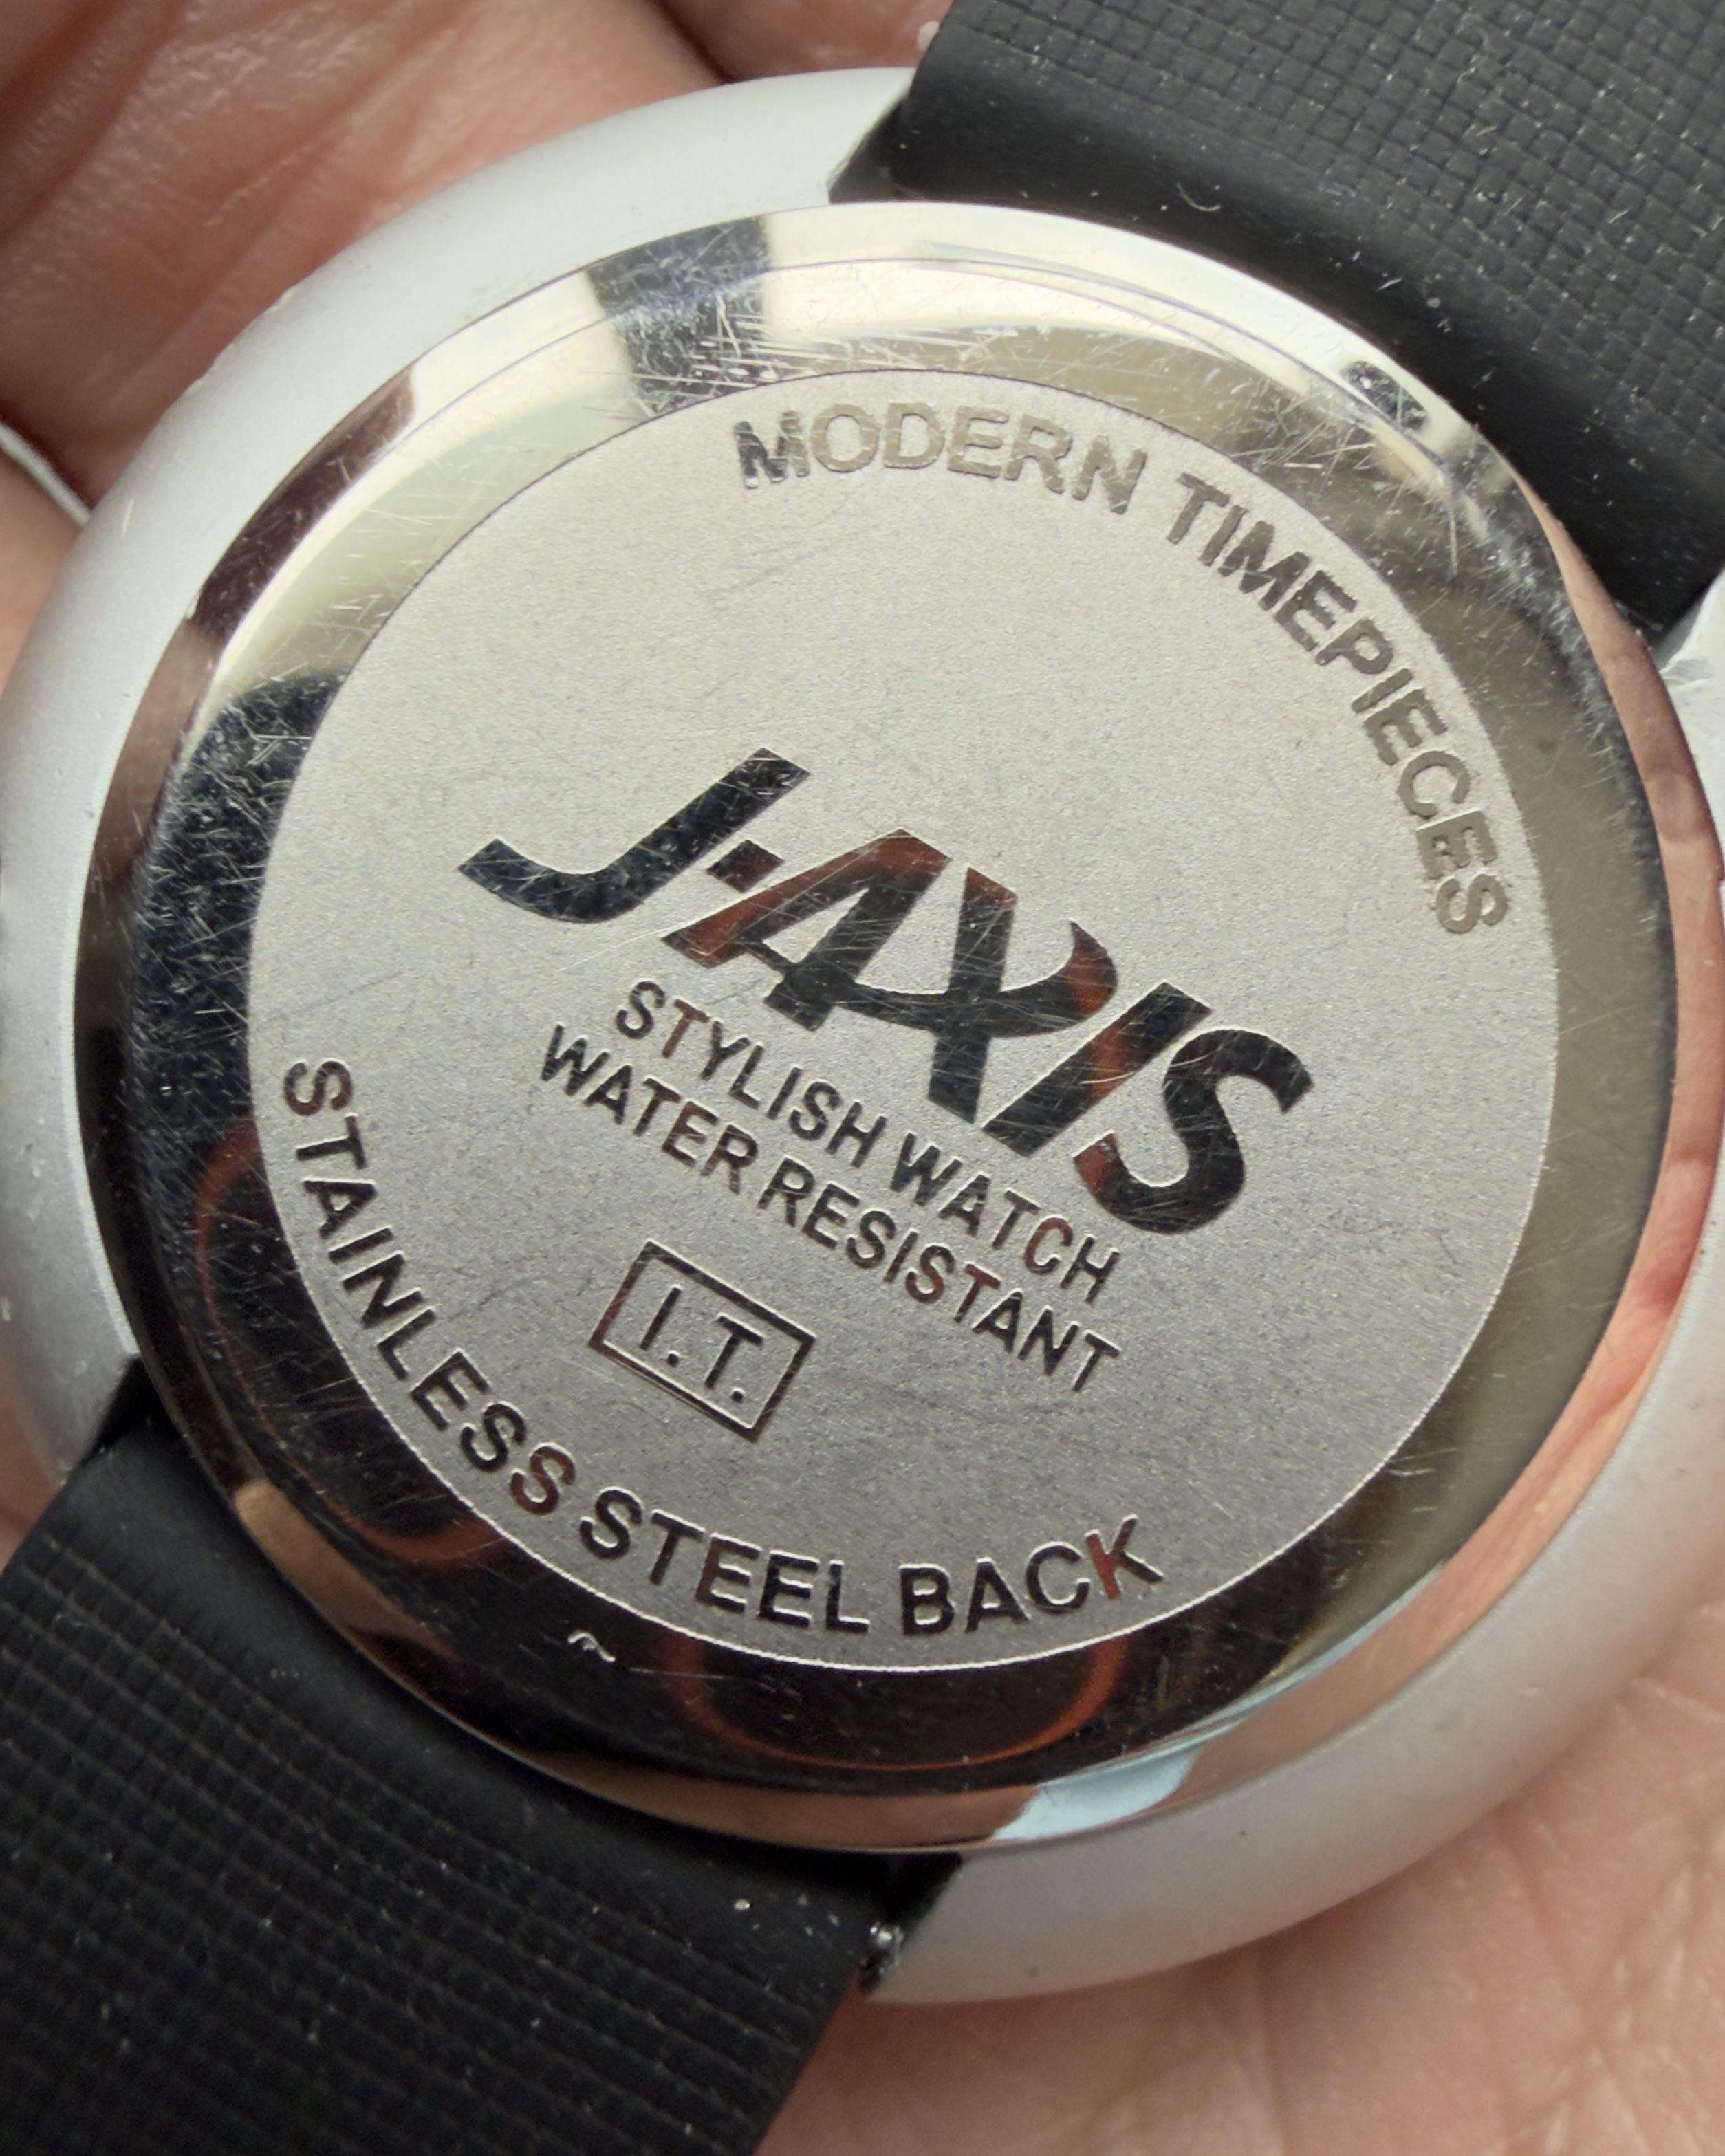 MODERN TIMEPIECES
J-AXIS
STYLISH WATCH
WATER RESISTANT
I.T.
STAINLESS STEEL BACK